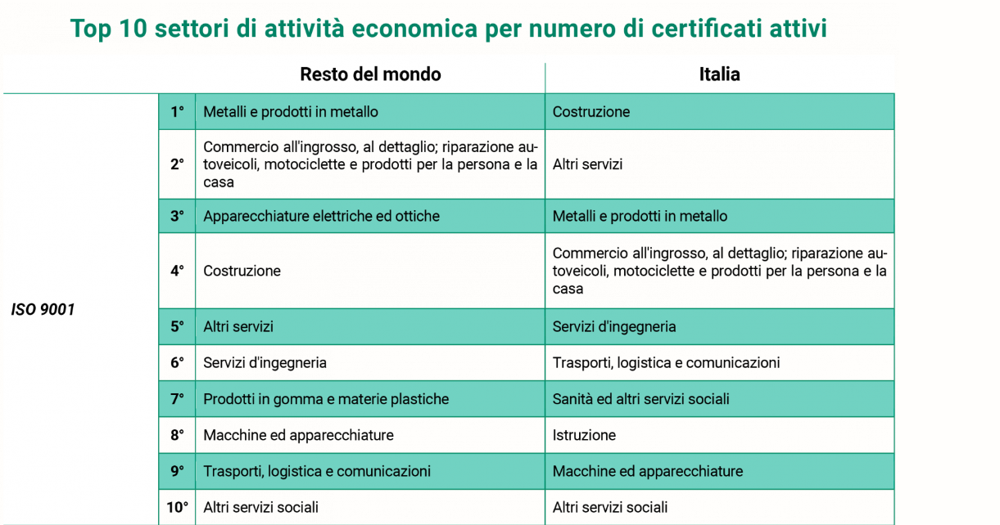 Top 10 settori di attività economica per numero di certificati attivi
Resto del mondo Italia
ISO 9001
1° Metalli e prodotti in metallo Costruzione
2° Commercio all'ingrosso, al dettaglio; riparazione au-
toveicoli, motociclette e prodotti per la persona e la
casa
Altri servizi
3° Apparecchiature elettriche ed ottiche Metalli e prodotti in metallo
4° Costruzione
Commercio all'ingrosso, al dettaglio; riparazione au-
toveicoli, motociclette e prodotti per la persona e la
casa
5° Altri servizi Servizi d'ingegneria
6° Servizi d'ingegneria Trasporti, logistica e comunicazioni
7° Prodotti in gomma e materie plastiche Sanità ed altri servizi sociali
8° Macchine ed apparecchiature Istruzione
9° Trasporti, logistica e comunicazioni Macchine ed apparecchiature
10° Altri servizi sociali Altri servizi sociali